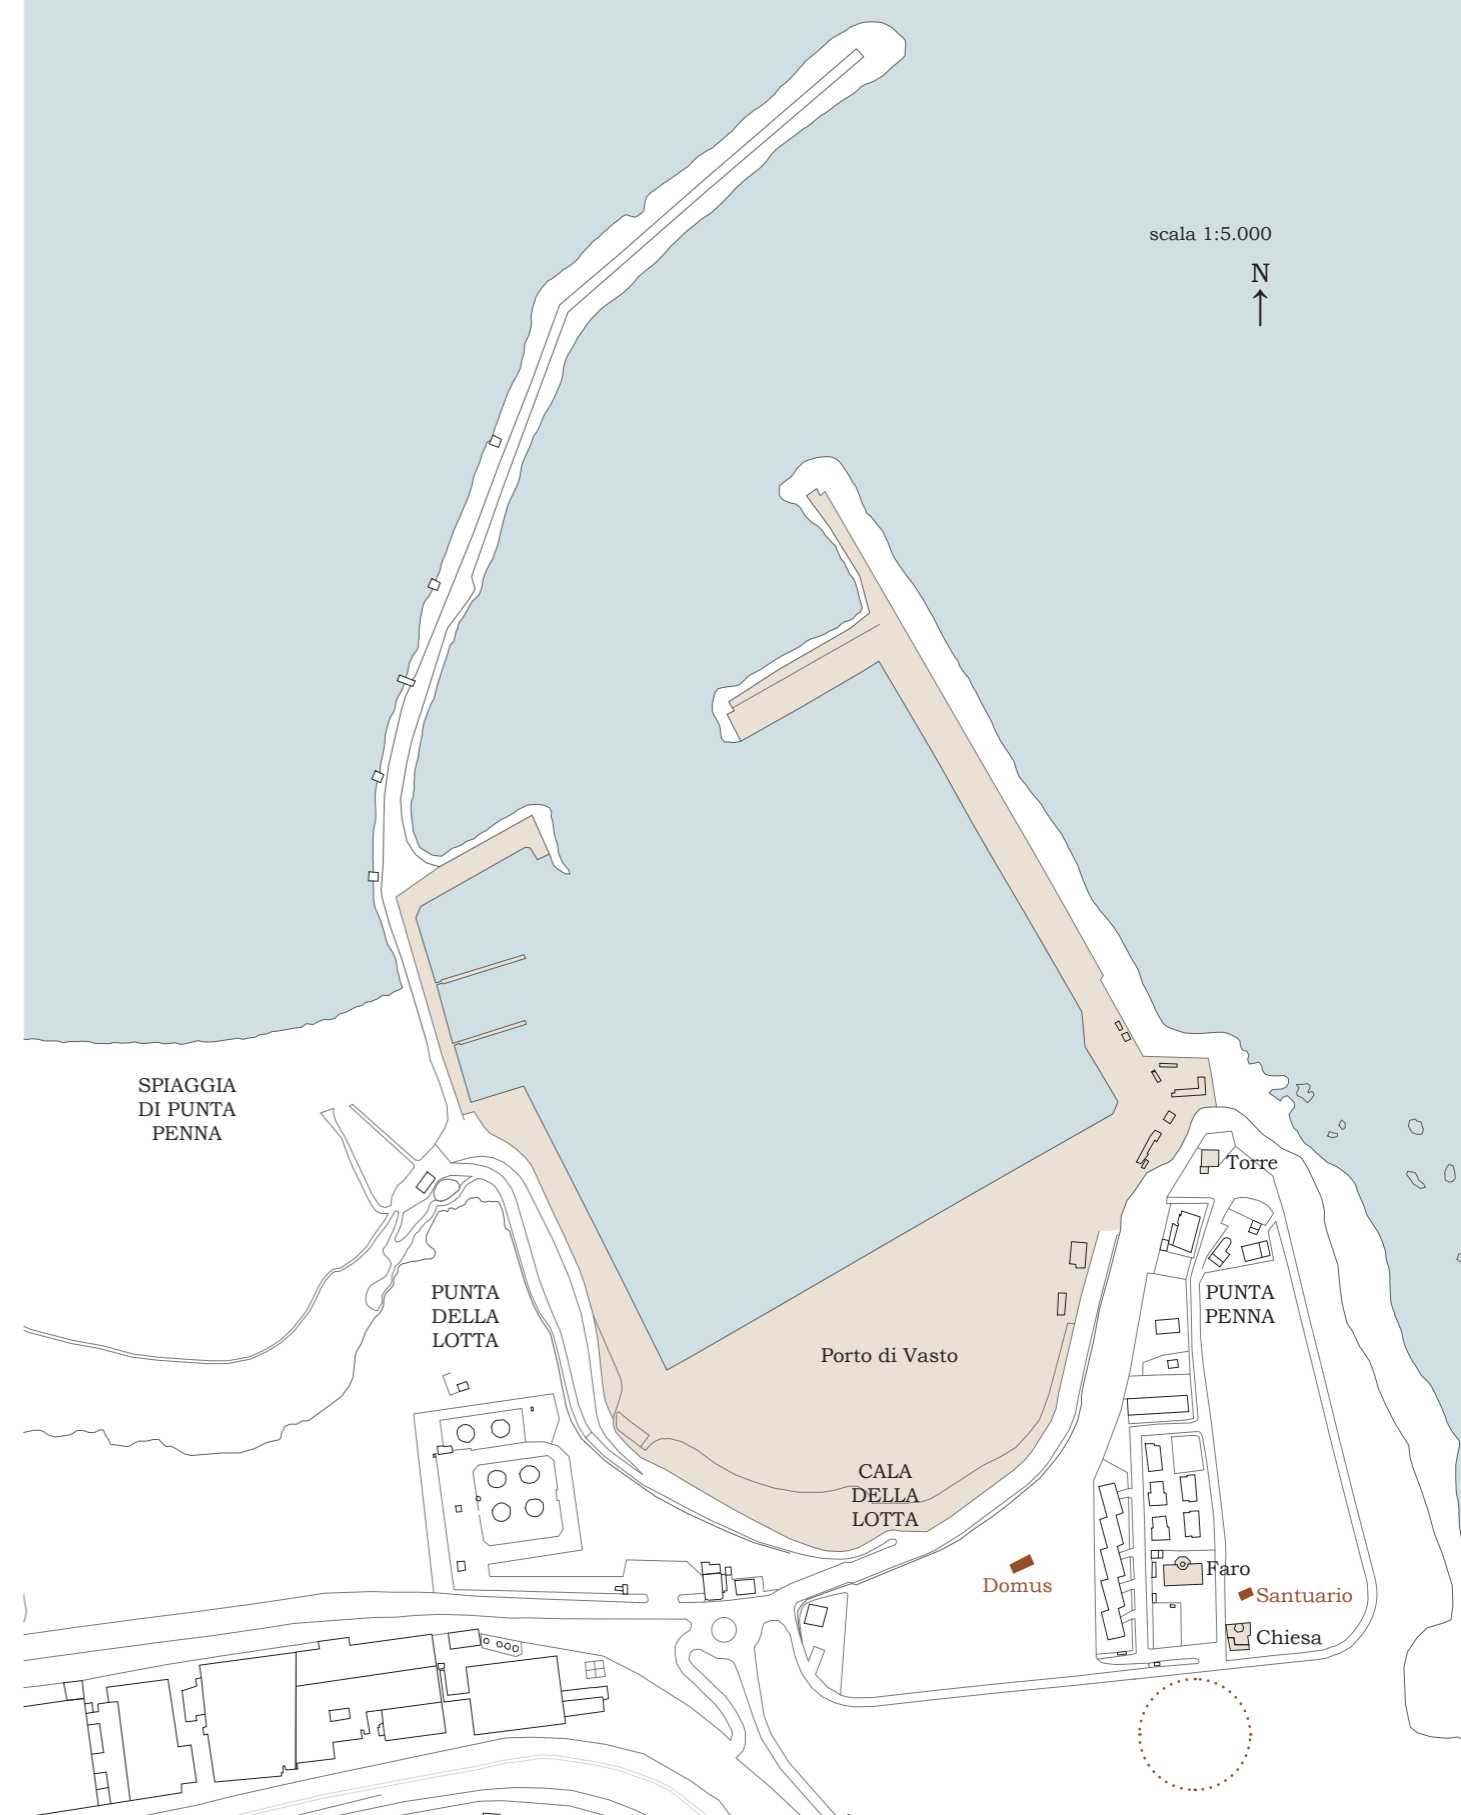 scala 1:5.000
N
SPIAGGIA
DI PUNTA
PENNA
Torre
PUNTA
DELLA
LOTTA
PUNTA
PENNA
Porto di Vasto
CALA
DELLA
LOTTA
Domus
Faro
Santuario
Chiesa